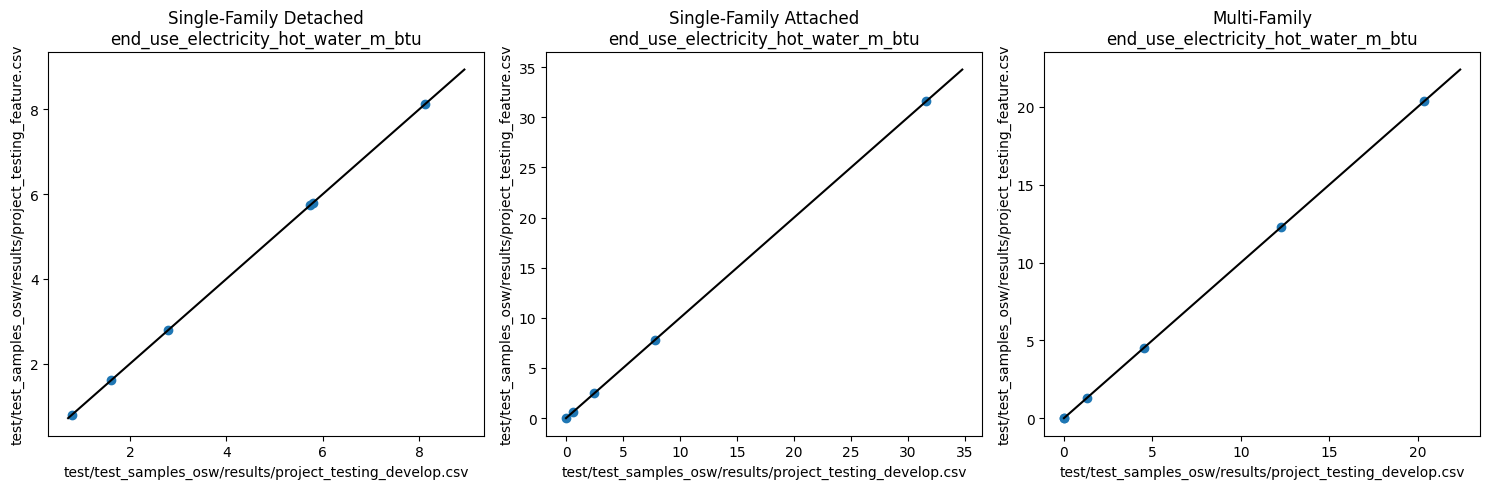 Single-Family Detached
end_use_electricity_hot_water_m_btu
test/test_samples_osw/results/project_testing_feature.csv
8
6
4
2
2
4
6
8
test/test_samples_osw/results/project_testing_develop.csv
Single-Family Attached
end_use_electricity_hot_water_m_btu
test/test_samples_osw/results/project_testing_feature.csv
35
30
25
20
15
10
5
0
0
5
10
15
20
25
30
35
test/test_samples_osw/results/project_testing_develop.csv
Multi-Family
end_use_electricity_hot_water_m_btu
test/test_samples_osw/results/project_testing_feature.csv
20
15
10
5
0
0
5
10
15
20
test/test_samples_osw/results/project_testing_develop.csv